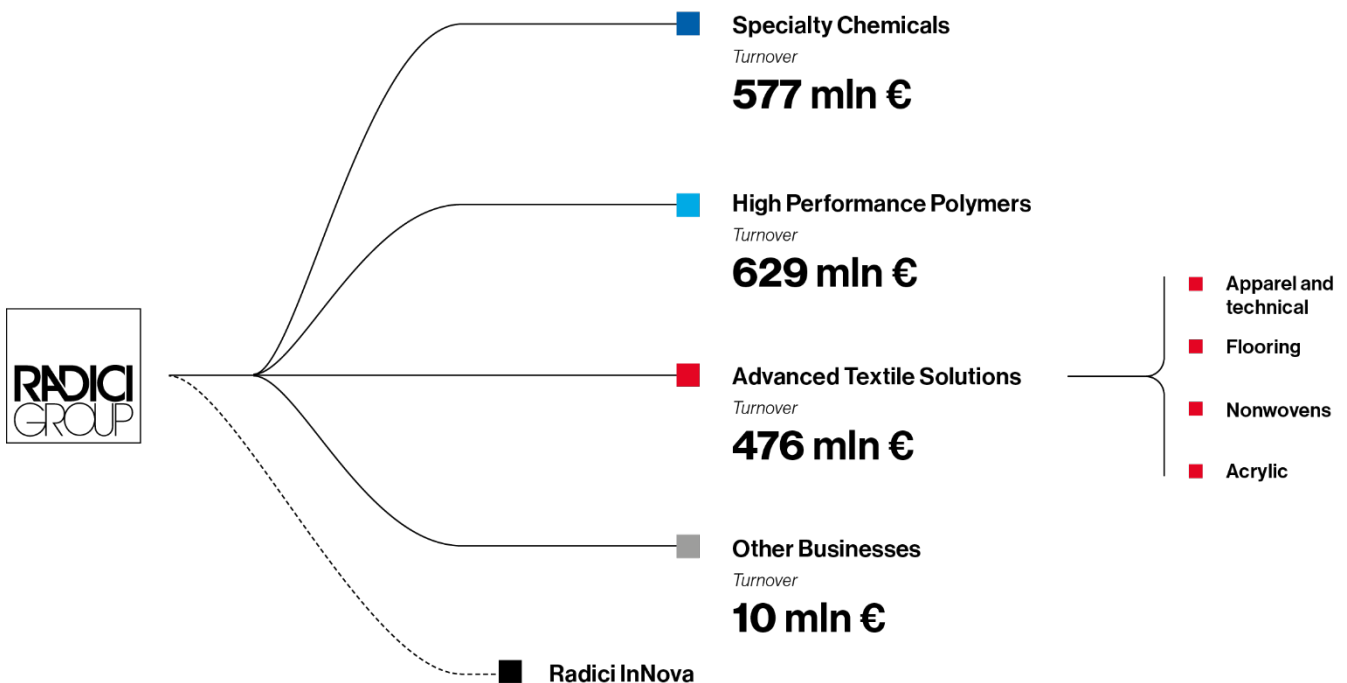 RADICI
GROUP
Specialty Chemicals
Turnover
577 mln €
High Performance Polymers
Turnover
629 mln €
Advanced Textile Solutions
Turnover
476 mln €
Apparel and
technical
Flooring
Nonwovens
Acrylic
Other Businesses
Turnover
10 mln €
Radici InNova